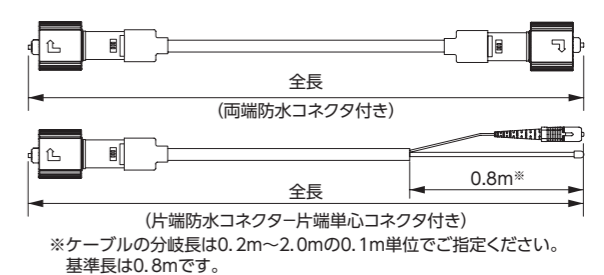 全長
(両端防水コネクタ付き)
0.8m※
全長
(片端防水コネクター片端単心コネクタ付き)
※ケーブルの分岐長は0.2m〜2.0mの0.1m単位でご指定ください。
基準長は0.8mです。